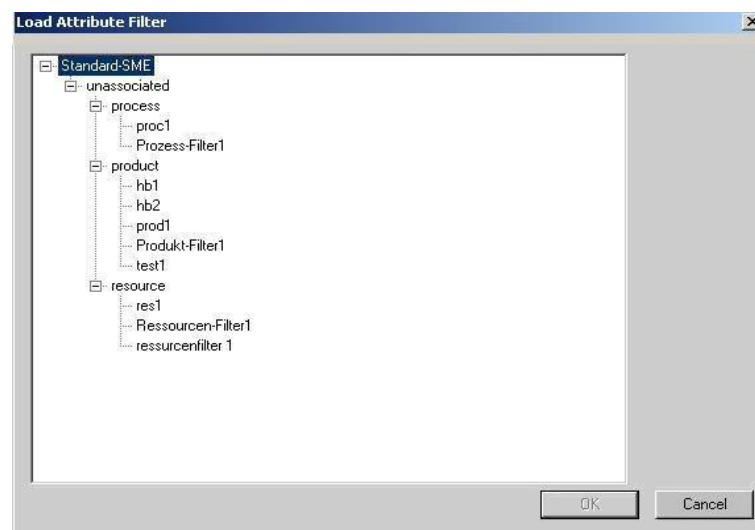 Load Attribute Filter
Standard-SME
unassociated
process
proc1
Prozess-Filter1
product
hb1
hb2
prod1
Produkt-Filter1
test1
resource
res1
Ressourcen-Filter1
ressurcenfilter 1
OK Cancel